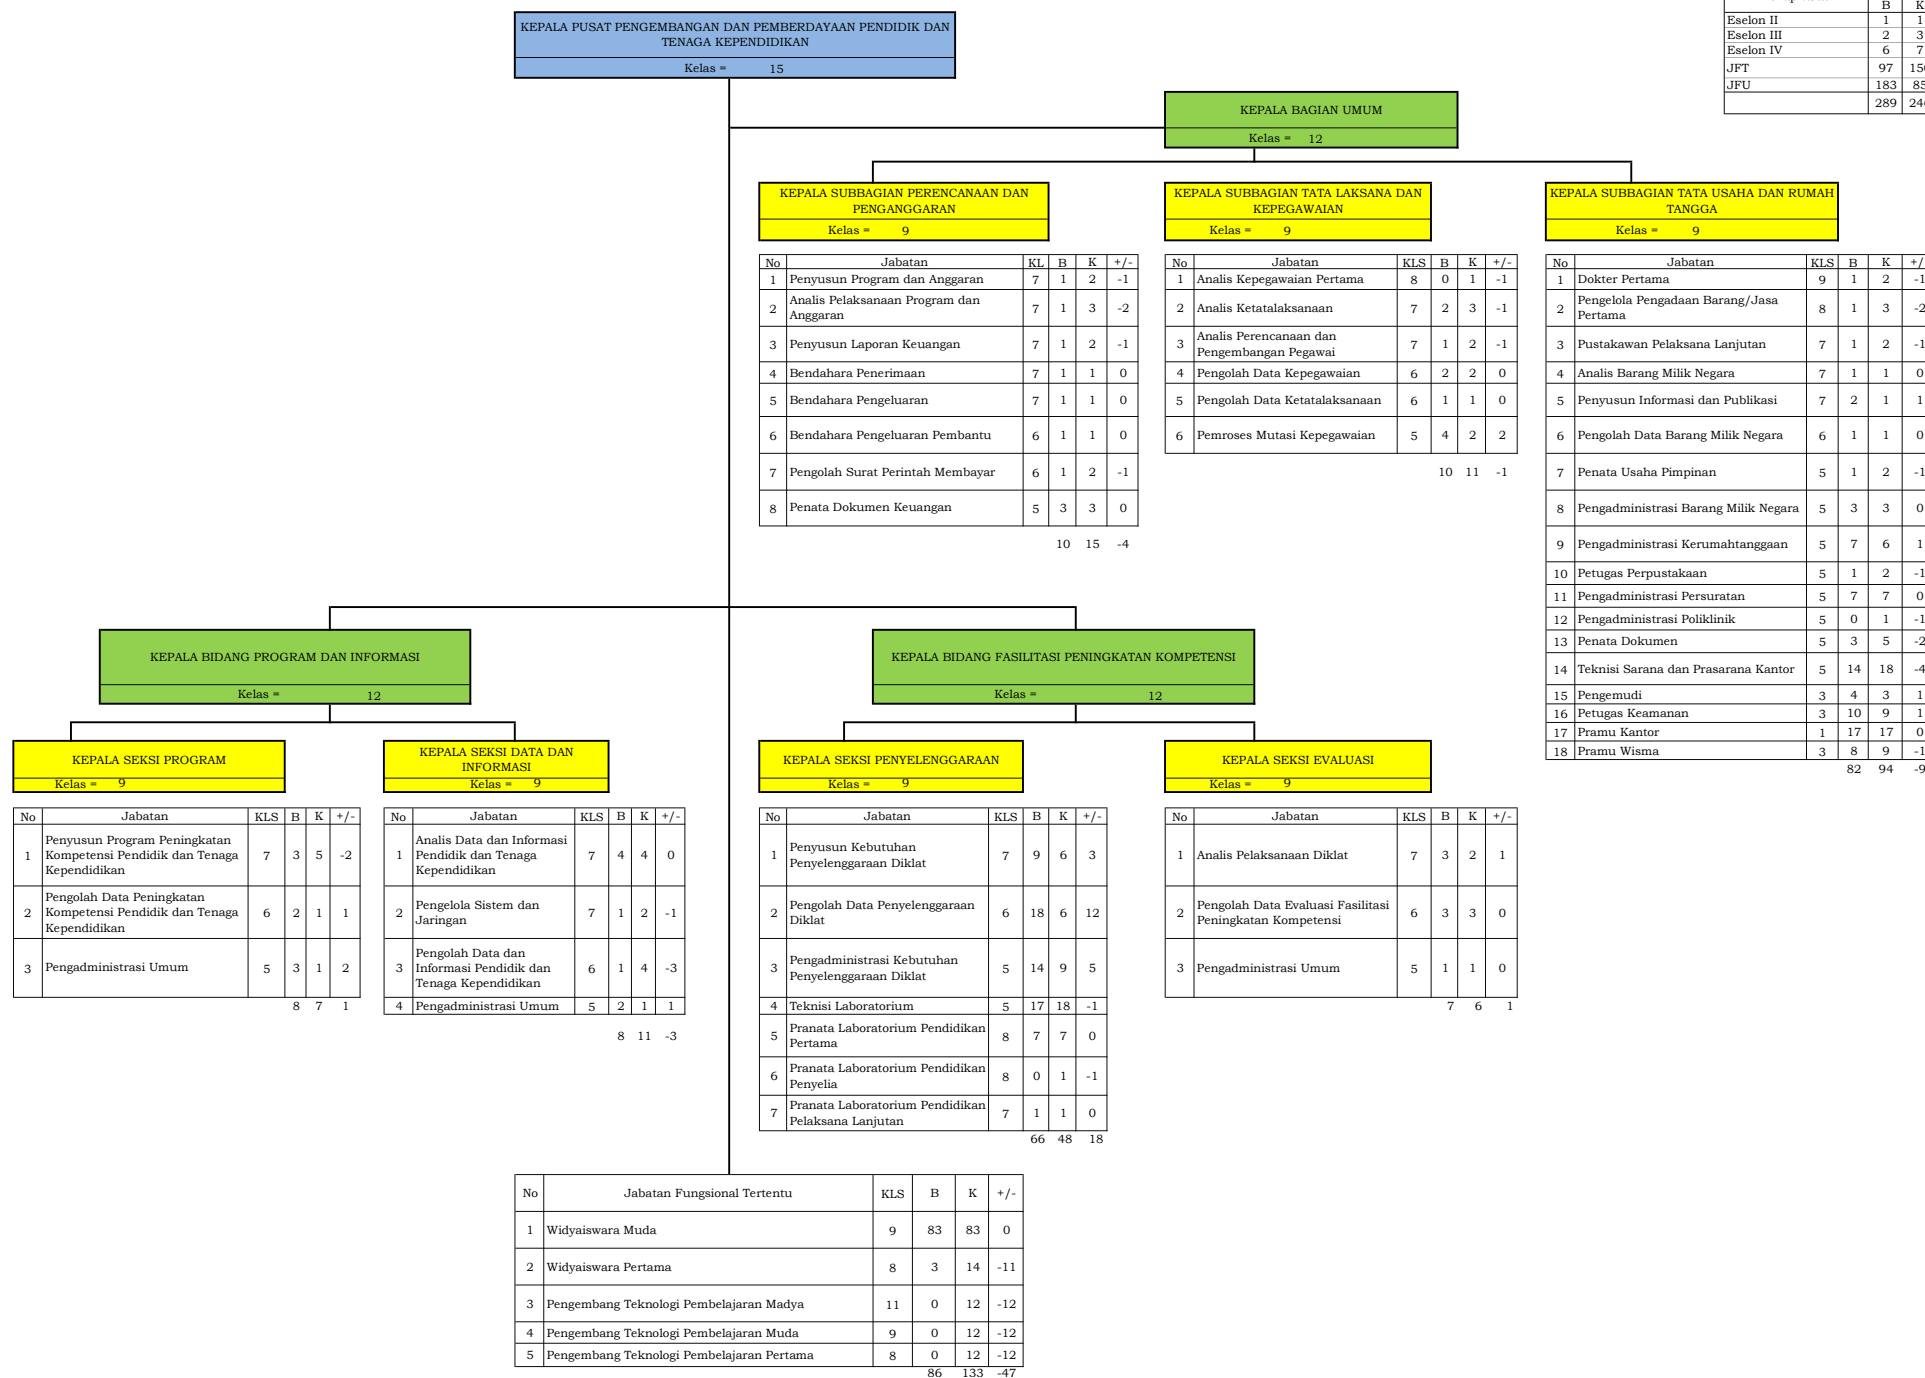 KEPALA PUSAT PENGEMBANGAN DAN PEMBERDAYAAN PENDIDIK DAN
TENAGA KEPENDIDIKAN
Kelas = 15
B K
Eselon II 1 1
Eselon III 2 3
Eselon IV 6 7
JFT 97
JFU 183 85
289
KEPALA BAGIAN UMUM
Kelas = 12
KEPALA SUBBAGIAN PERENCANAAN DAN
PENGANGGARAN
Kelas = 9
No Jabatan KL B K +/-
1 Penyusun Program dan Anggaran 7 1 2 -1
2 Analis Pelaksanaan Program dan
Anggaran 7 1 3 -2
3 Penyusun Laporan Keuangan 7 1 2 -1
4 Bendahara Penerimaan 7 1 1 0
5 Bendahara Pengeluaran 7 1 1 0
6 Bendahara Pengeluaran Pembantu 6 1 1 0
7 Pengolah Surat Perintah Membayar 6 1 2 -1
8 Penata Dokumen Keuangan 5 3 3 0
10 15 -4
KEPALA SUBBAGIAN TATA LAKSANA DAN
KEPEGAWAIAN
Kelas = 9
No Jabatan KLS B K +/-
1 Analis Kepegawaian Pertama 8 0 1 -1
2 Analis Ketatalaksanaan 7 2 3 -1
3 Analis Perencanaan dan
Pengembangan Pegawai 7 1 2 -1
4 Pengolah Data Kepegawaian 6 2 2 0
5 Pengolah Data Ketatalaksanaan 6 1 1 0
6 Pemroses Mutasi Kepegawaian 5 4 2 2
10 11 -1
KEPALA SUBBAGIAN TATA USAHA DAN RUMAH
TANGGA
Kelas = 9
No Jabatan KLS B K +/-
1 Dokter Pertama 9 1 2 -1
2 Pengelola Pengadaan Barang/Jasa
Pertama 8 1 3 -2
3 Pustakawan Pelaksana Lanjutan 7 1 2 -1
4 Analis Barang Milik Negara 7 1 1 0
5 Penyusun Informasi dan Publikasi 7 2 1 1
6 Pengolah Data Barang Milik Negara 6 1 1 0
7 Penata Usaha Pimpinan 5 1 2 -1
8 Pengadministrasi Barang Milik Negara 5 3 3 0
9 Pengadministrasi Kerumahtanggaan 5 7 6 1
10 Petugas Perpustakaan 5 1 2 -1
11 Pengadministrasi Persuratan 5 7 7 0
12 Pengadministrasi Poliklinik 5 0 1 -1
13 Penata Dokumen 5 3 5 -2
14 Teknisi Sarana dan Prasarana Kantor 5 14 18 -4
15 Pengemudi 3 4 3 1
16 Petugas Keamanan 3 10 9 1
17 Pramu Kantor 1 17 17 0
18 Pramu Wisma 3 8 9 -1
82 94 -9
KEPALA BIDANG PROGRAM DAN INFORMASI
Kelas = 12
KEPALA BIDANG FASILITASI PENINGKATAN KOMPETENSI
Kelas = 12
KEPALA SEKSI PROGRAM
Kelas = 9
No Jabatan KLS B K +/-
1 Penyusun Program Peningkatan
Kompetensi Pendidik dan Tenaga
Kependidikan 7 3 5 -2
2 Pengolah Data Peningkatan
Kompetensi Pendidik dan Tenaga
Kependidikan 6 2 1 1
3 Pengadministrasi Umum 5 3 1 2
8 7 1
KEPALA SEKSI DATA DAN
INFORMASI
Kelas = 9
No Jabatan KLS B K +/-
1 Analis Data dan Informasi
Pendidik dan Tenaga
Kependidikan 7 4 4 0
2 Pengelola Sistem dan
Jaringan 7 1 2 -1
3 Pengolah Data dan
Informasi Pendidik dan
Tenaga Kependidikan 6 1 4 -3
4 Pengadministrasi Umum 5 2 1 1
8 11 -3
KEPALA SEKSI PENYELENGGARAAN
Kelas = 9
No Jabatan KLS B K +/-
1 Penyusun Kebutuhan
Penyelenggaraan Diklat 7 9 6 3
2 Pengolah Data Penyelenggaraan
Diklat 6 18 6 12
3 Pengadministrasi Kebutuhan
Penyelenggaraan Diklat 5 14 9 5
4 Teknisi Laboratorium 5 17 18 -1
5 Pranata Laboratorium Pendidikan
Pertama 8 7 7 0
6 Pranata Laboratorium Pendidikan
Penyelia 8 0 1 -1
7 Pranata Laboratorium Pendidikan
Pelaksana Lanjutan 7 1 1 0
66 48 18
KEPALA SEKSI EVALUASI
Kelas = 9
No Jabatan KLS B K +/-
1 Analis Pelaksanaan Diklat 7 3 2 1
2 Pengolah Data Evaluasi Fasilitasi
Peningkatan Kompetensi 6 3 3 0
3 Pengadministrasi Umum 5 1 1 0
7 6 1
No Jabatan Fungsional Tertentu KLS B K +/-
1 Widyaiswara Muda 9 83 83 0
2 Widyaiswara Pertama 8 3 14 -11
3 Pengembang Teknologi Pembelajaran Madya 11 0 12 -12
4 Pengembang Teknologi Pembelajaran Muda 9 0 12 -12
5 Pengembang Teknologi Pembelajaran Pertama 8 0 12 -12
86 133 -47